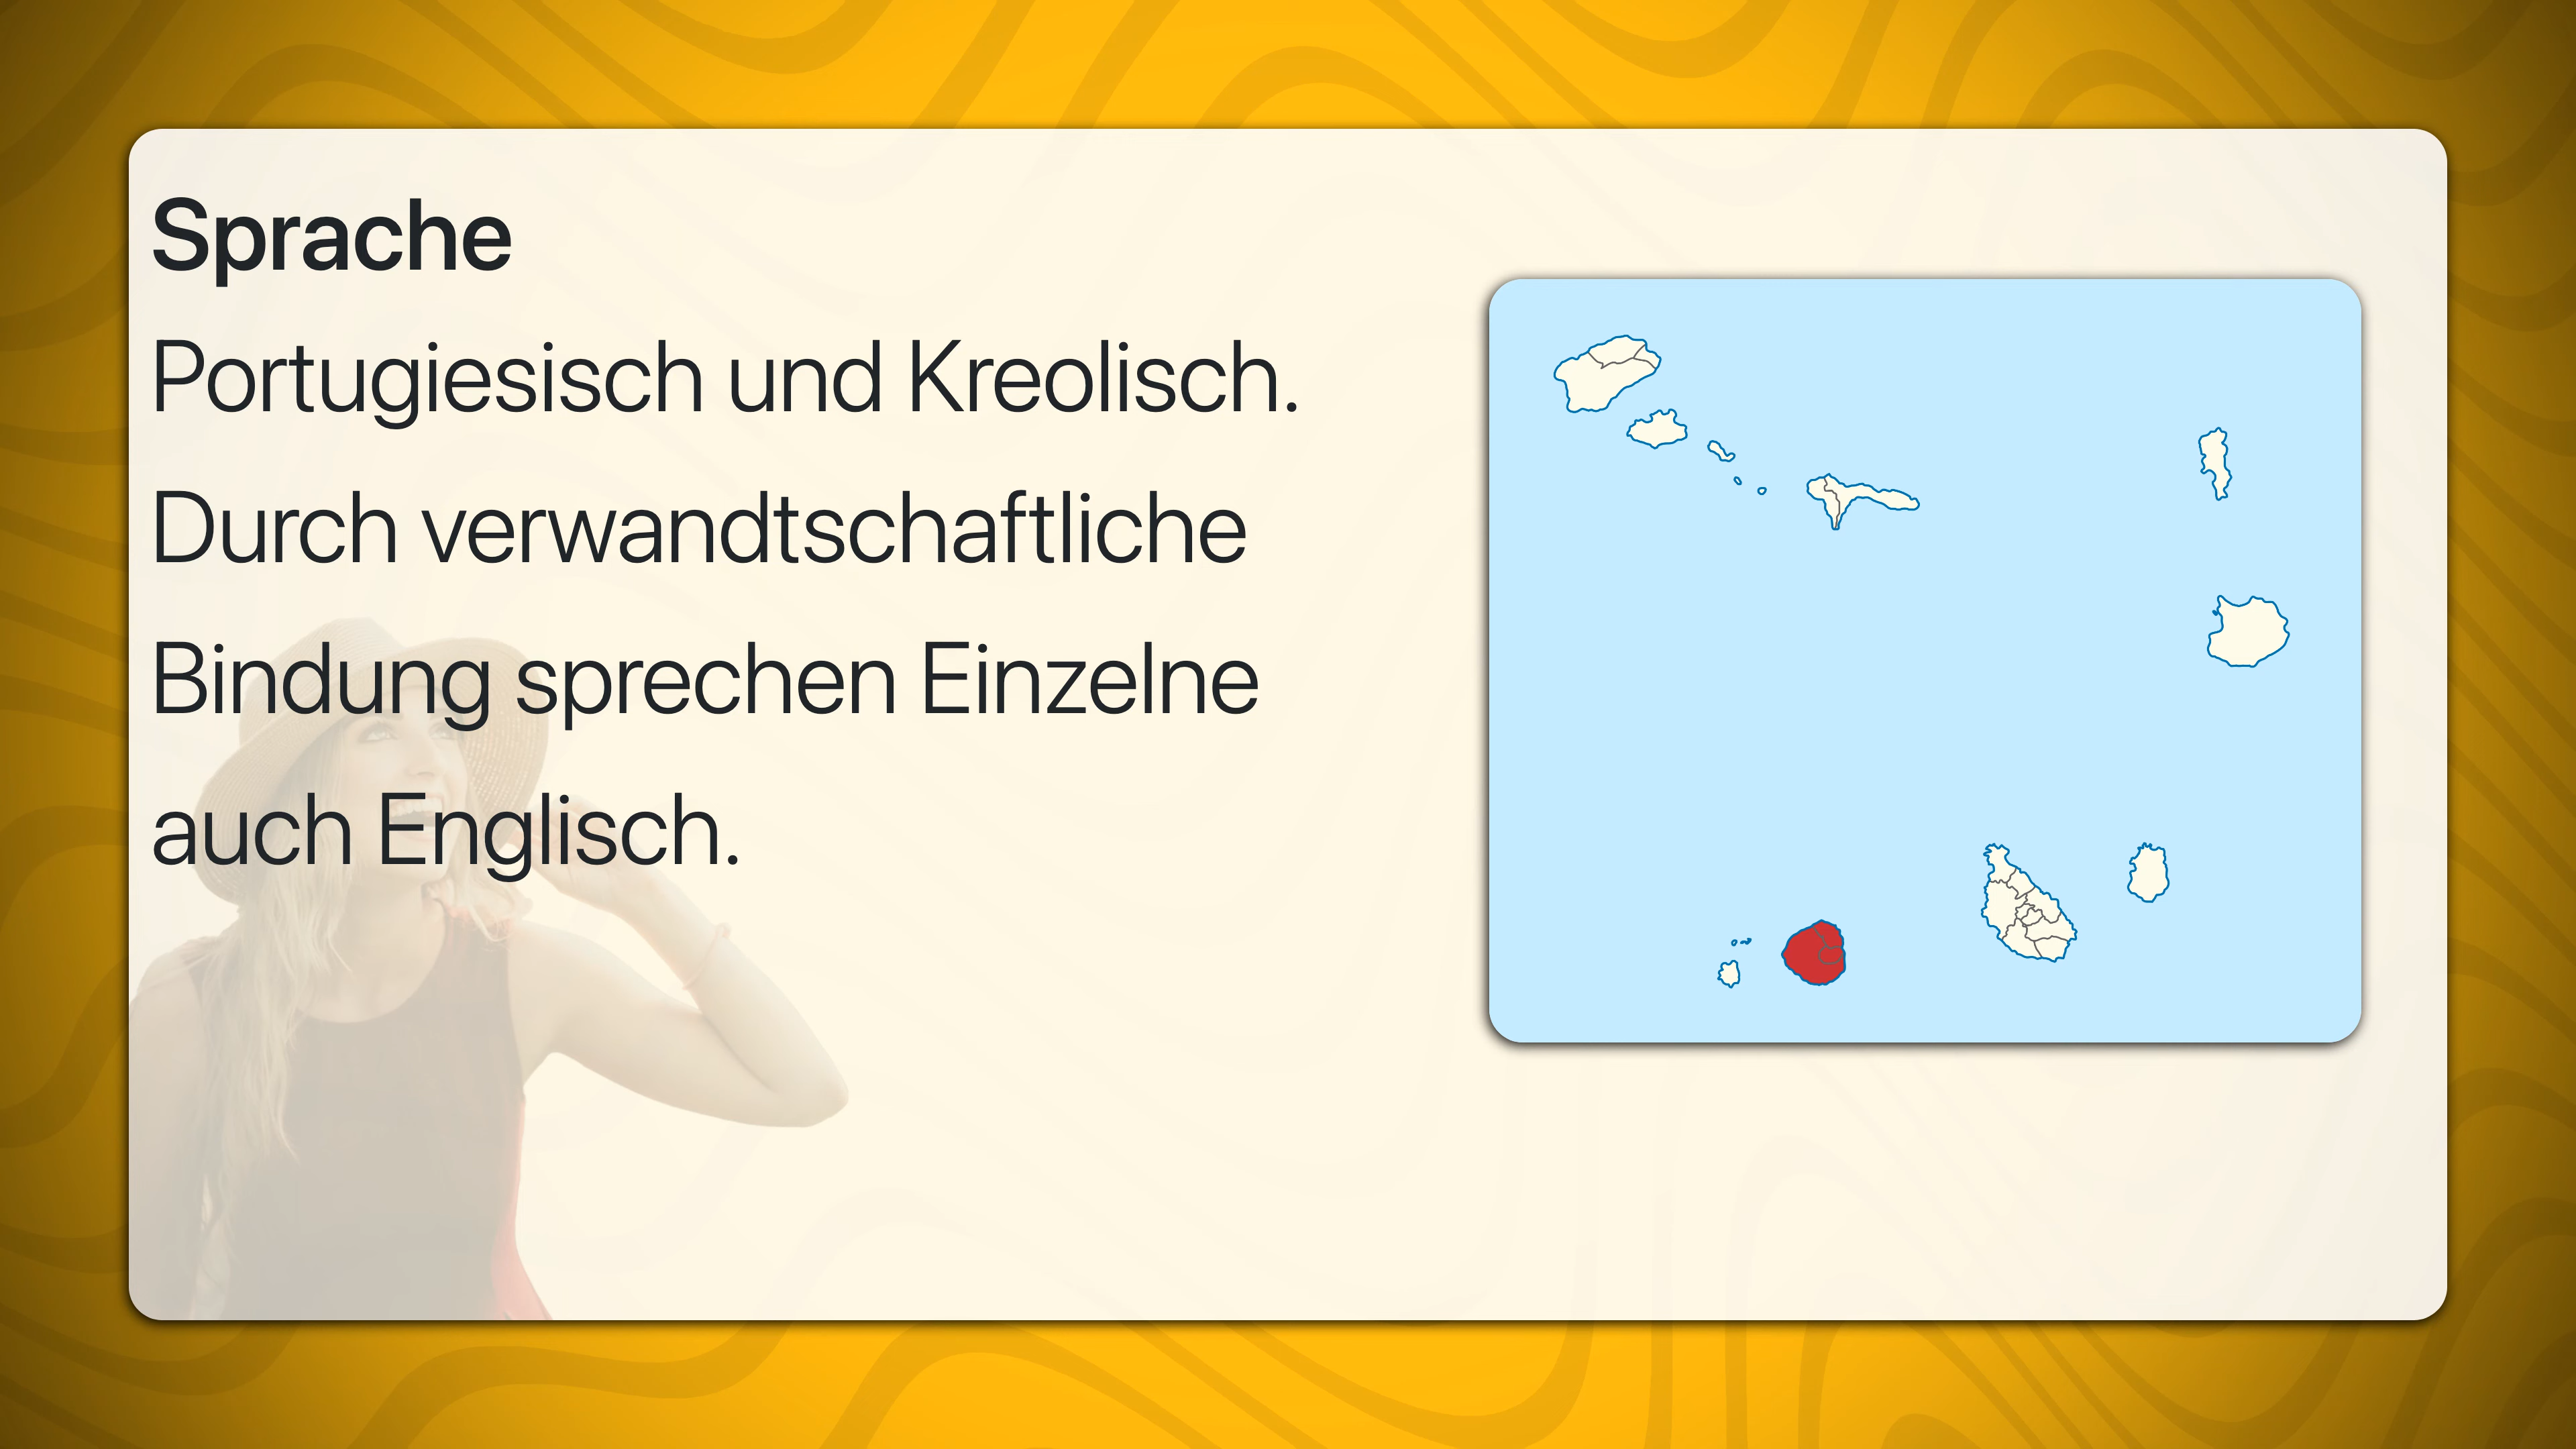 Sprache
Portugiesisch und Kreolisch.
Durch verwandtschaftliche
Bindung sprechen Einzelne
auch Englisch.